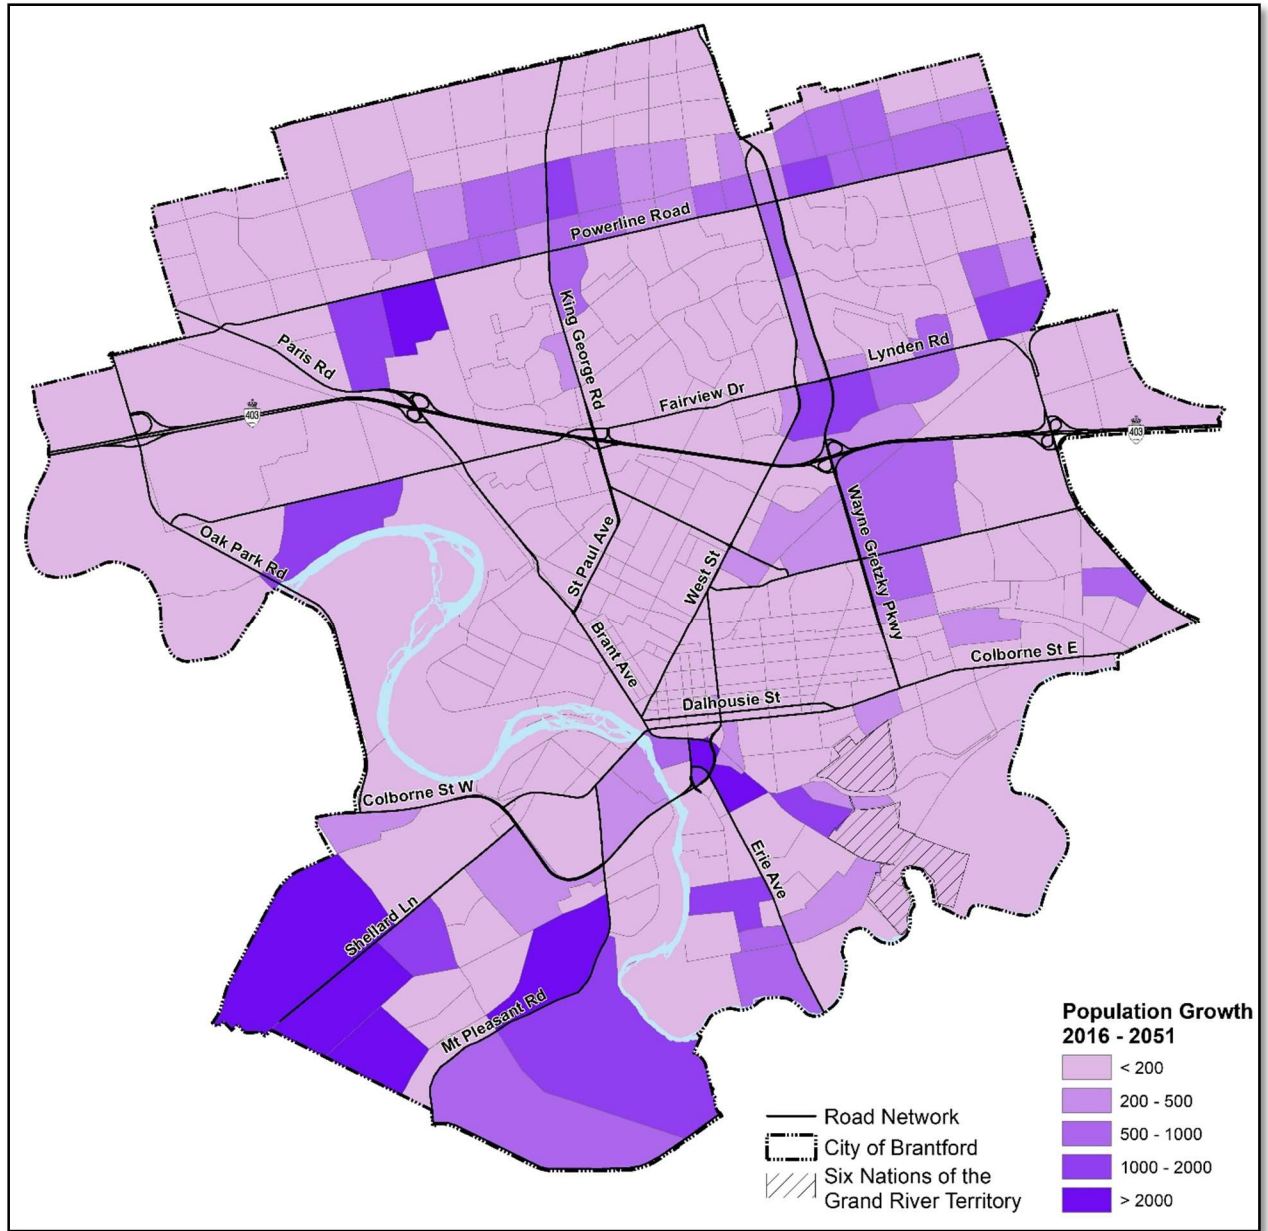 Powerline Road
King George Rd
Paris Rd
Lynden Rd
Fairview Dr
403
403
Oak Park Rd
St Paul Ave
West St
Wayne Gretzky Pkwy
Brant Ave
Colborne St E
Dalhousie St
Colborne St W
Erie Ave
Shellard Ln
Mt Pleasant Rd
Population Growth
2016 - 2051
< 200
200 - 500
500 - 1000
1000 - 2000
> 2000
Road Network
City of Brantford
Six Nations of the
Grand River Territory